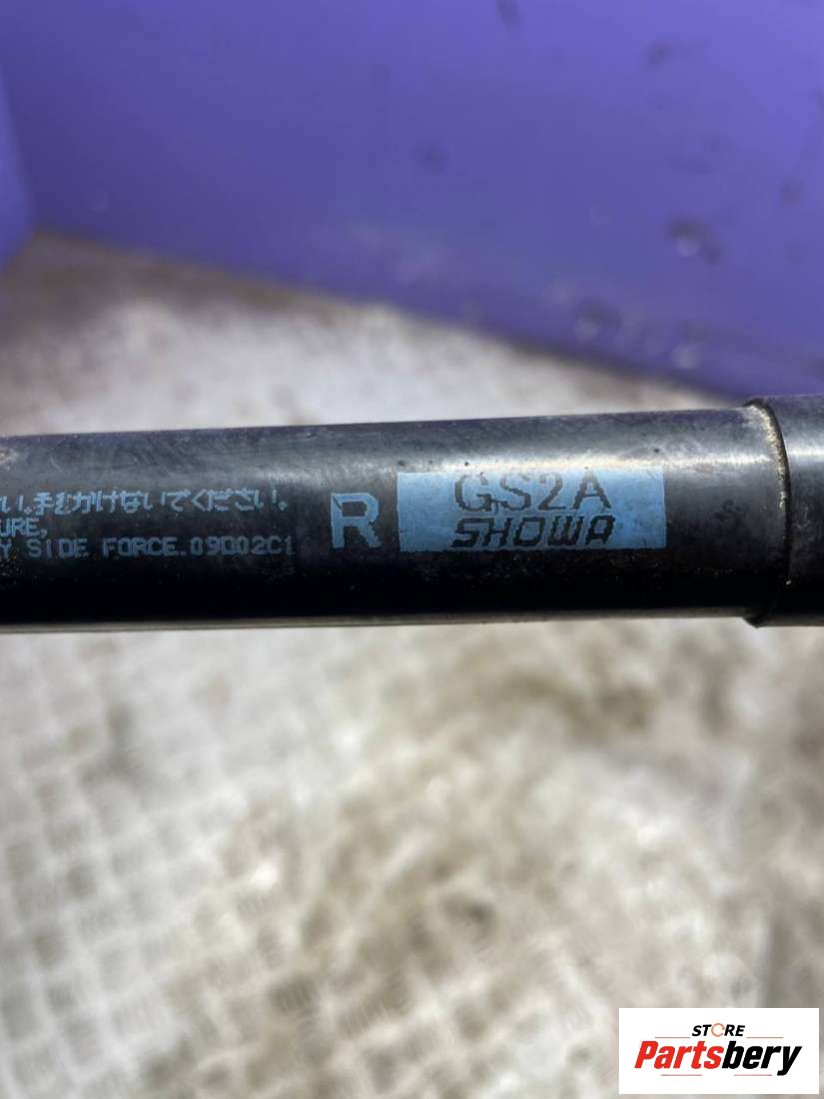 い。手をかけないでください。
URE,
Y SIDE FORCE.09D02C1
R
GS2A
SHOWA
STORE
Partsbery